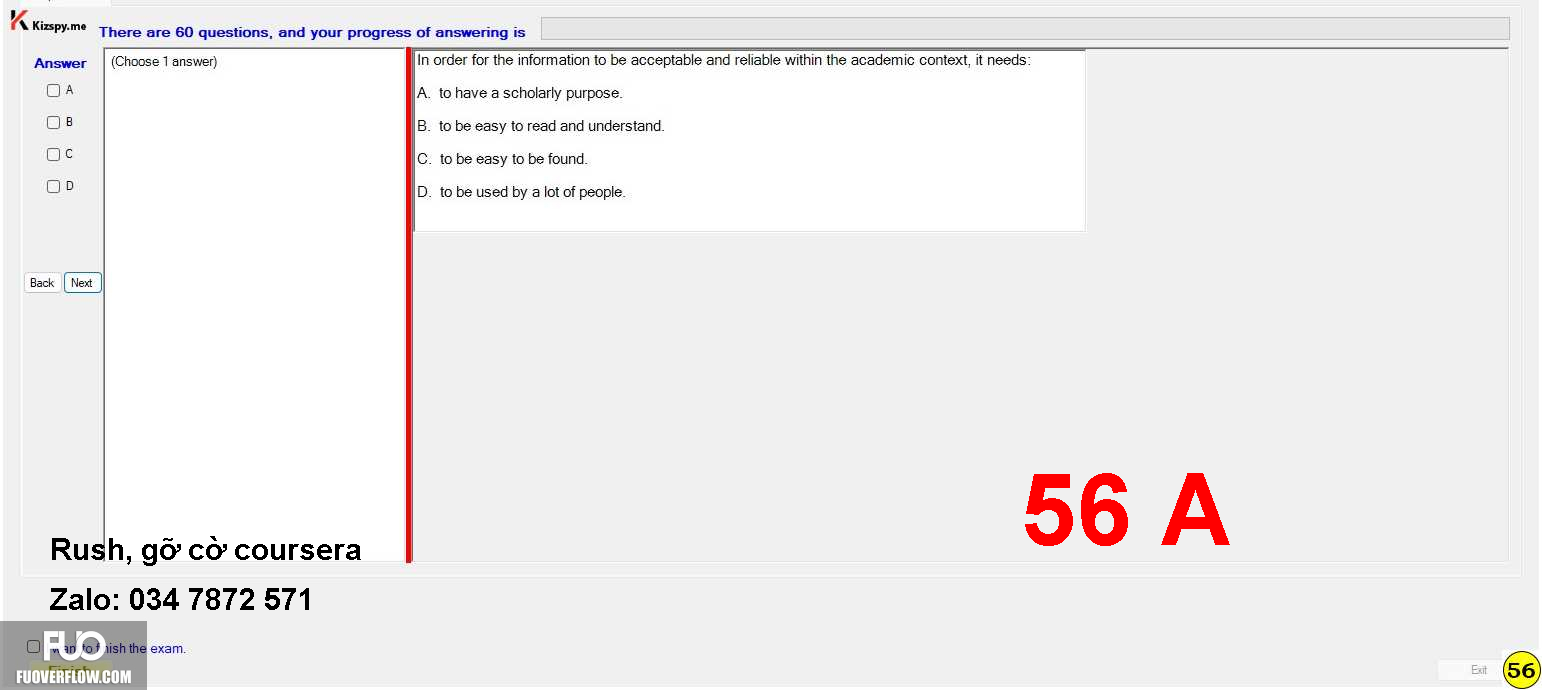 Kizspy.me
There are 60 questions, and your progress of answering is
Answer
(Choose 1 answer)
A
B
C
D
Back
Next
In order for the information to be acceptable and reliable within the academic context, it needs:
A. to have a scholarly purpose.
B. to be easy to read and understand.
C. to be easy to be found.
D. to be used by a lot of people.
56 A
Rush, gỡ cờ coursera
Zalo: 034 7872 571
FUO
want to finish the exam.
Finish
FUOVERFLOW.COM
Exit
56